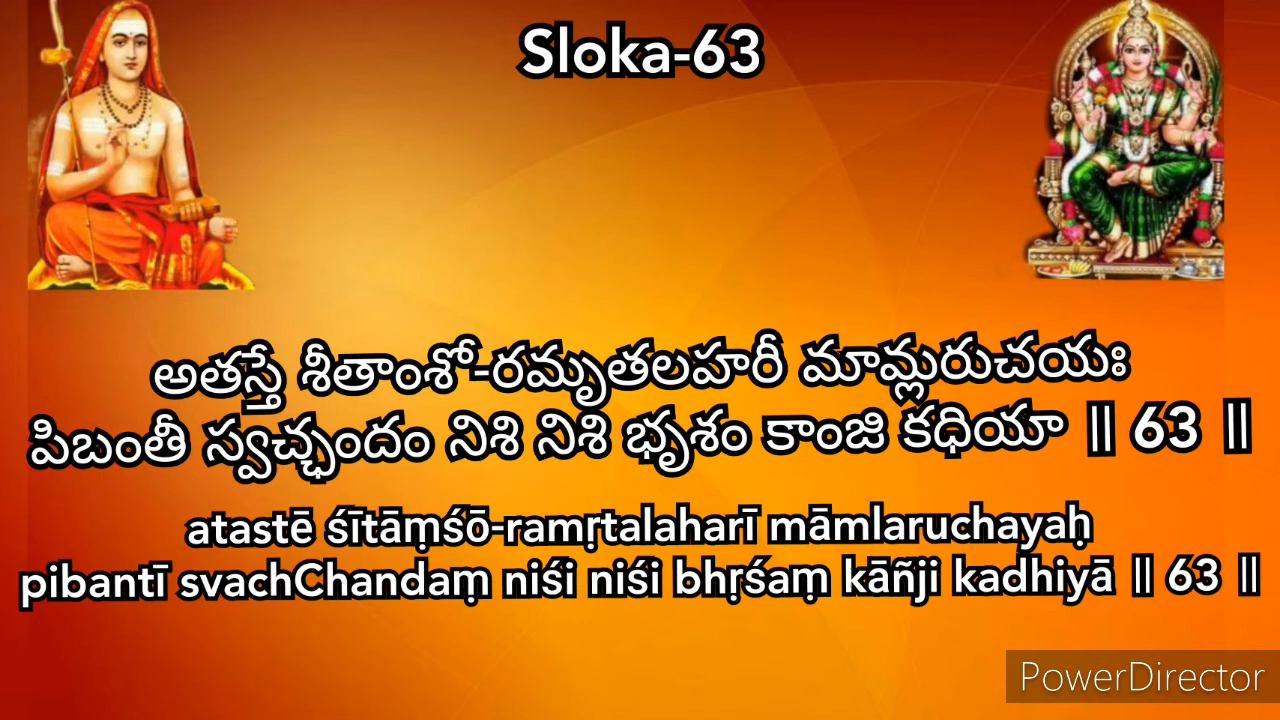 Sloka-63
అతస్తే శీతాంశో-రమృతలహరీ మామ్లరుచయః
పిబంతీ స్వచ్ఛందం నిశి నిశి భృశం కాంజి కధియా ‖ 63 ‖
atastē śītāṃśō-ramṛtalaharī māmlaruchayaḥ
pibantī svachChandaṃ niśi niśi bhṛśaṃ kāñji kadhiyā ‖ 63 ‖
PowerDirector